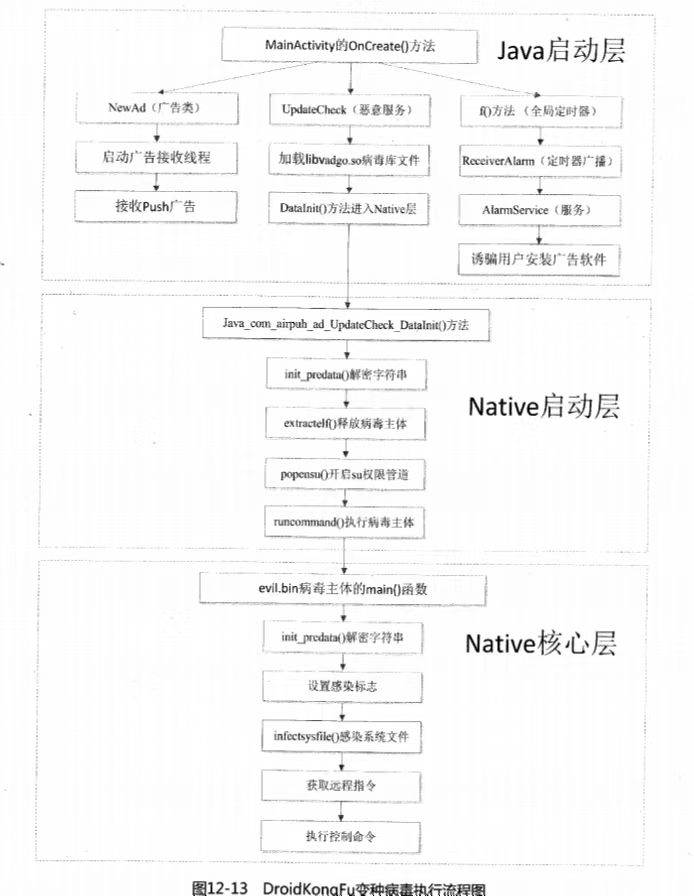 MainActivity的OnCreate()方法
Java启动层
NewAd（广告类）
UpdateCheck（恶意服务）
f()方法 （全局定时器）
启动广告接收线程
加载libvadgo.so病毒库文件
ReceiverAlarm（定时器广播）
接收Push广告
DataInit()方法进入Native层
AlarmService（服务）
诱骗用户安装广告软件
Java_com_airpuh_ad_UpdateCheck_DataInit()方法
init_predata()解密字符串
Native启动层
extractelf()释放病毒主体
popensu()开启su权限管道
runcommand()执行病毒主体
evil.bin病毒主体的main()函数
init_predata()解密字符串
Native核心层
设置感染标志
infectsysfile()感染系统文件
获取远程指令
执行控制命令
图12-13 DroidKongFu变种病毒执行流程图